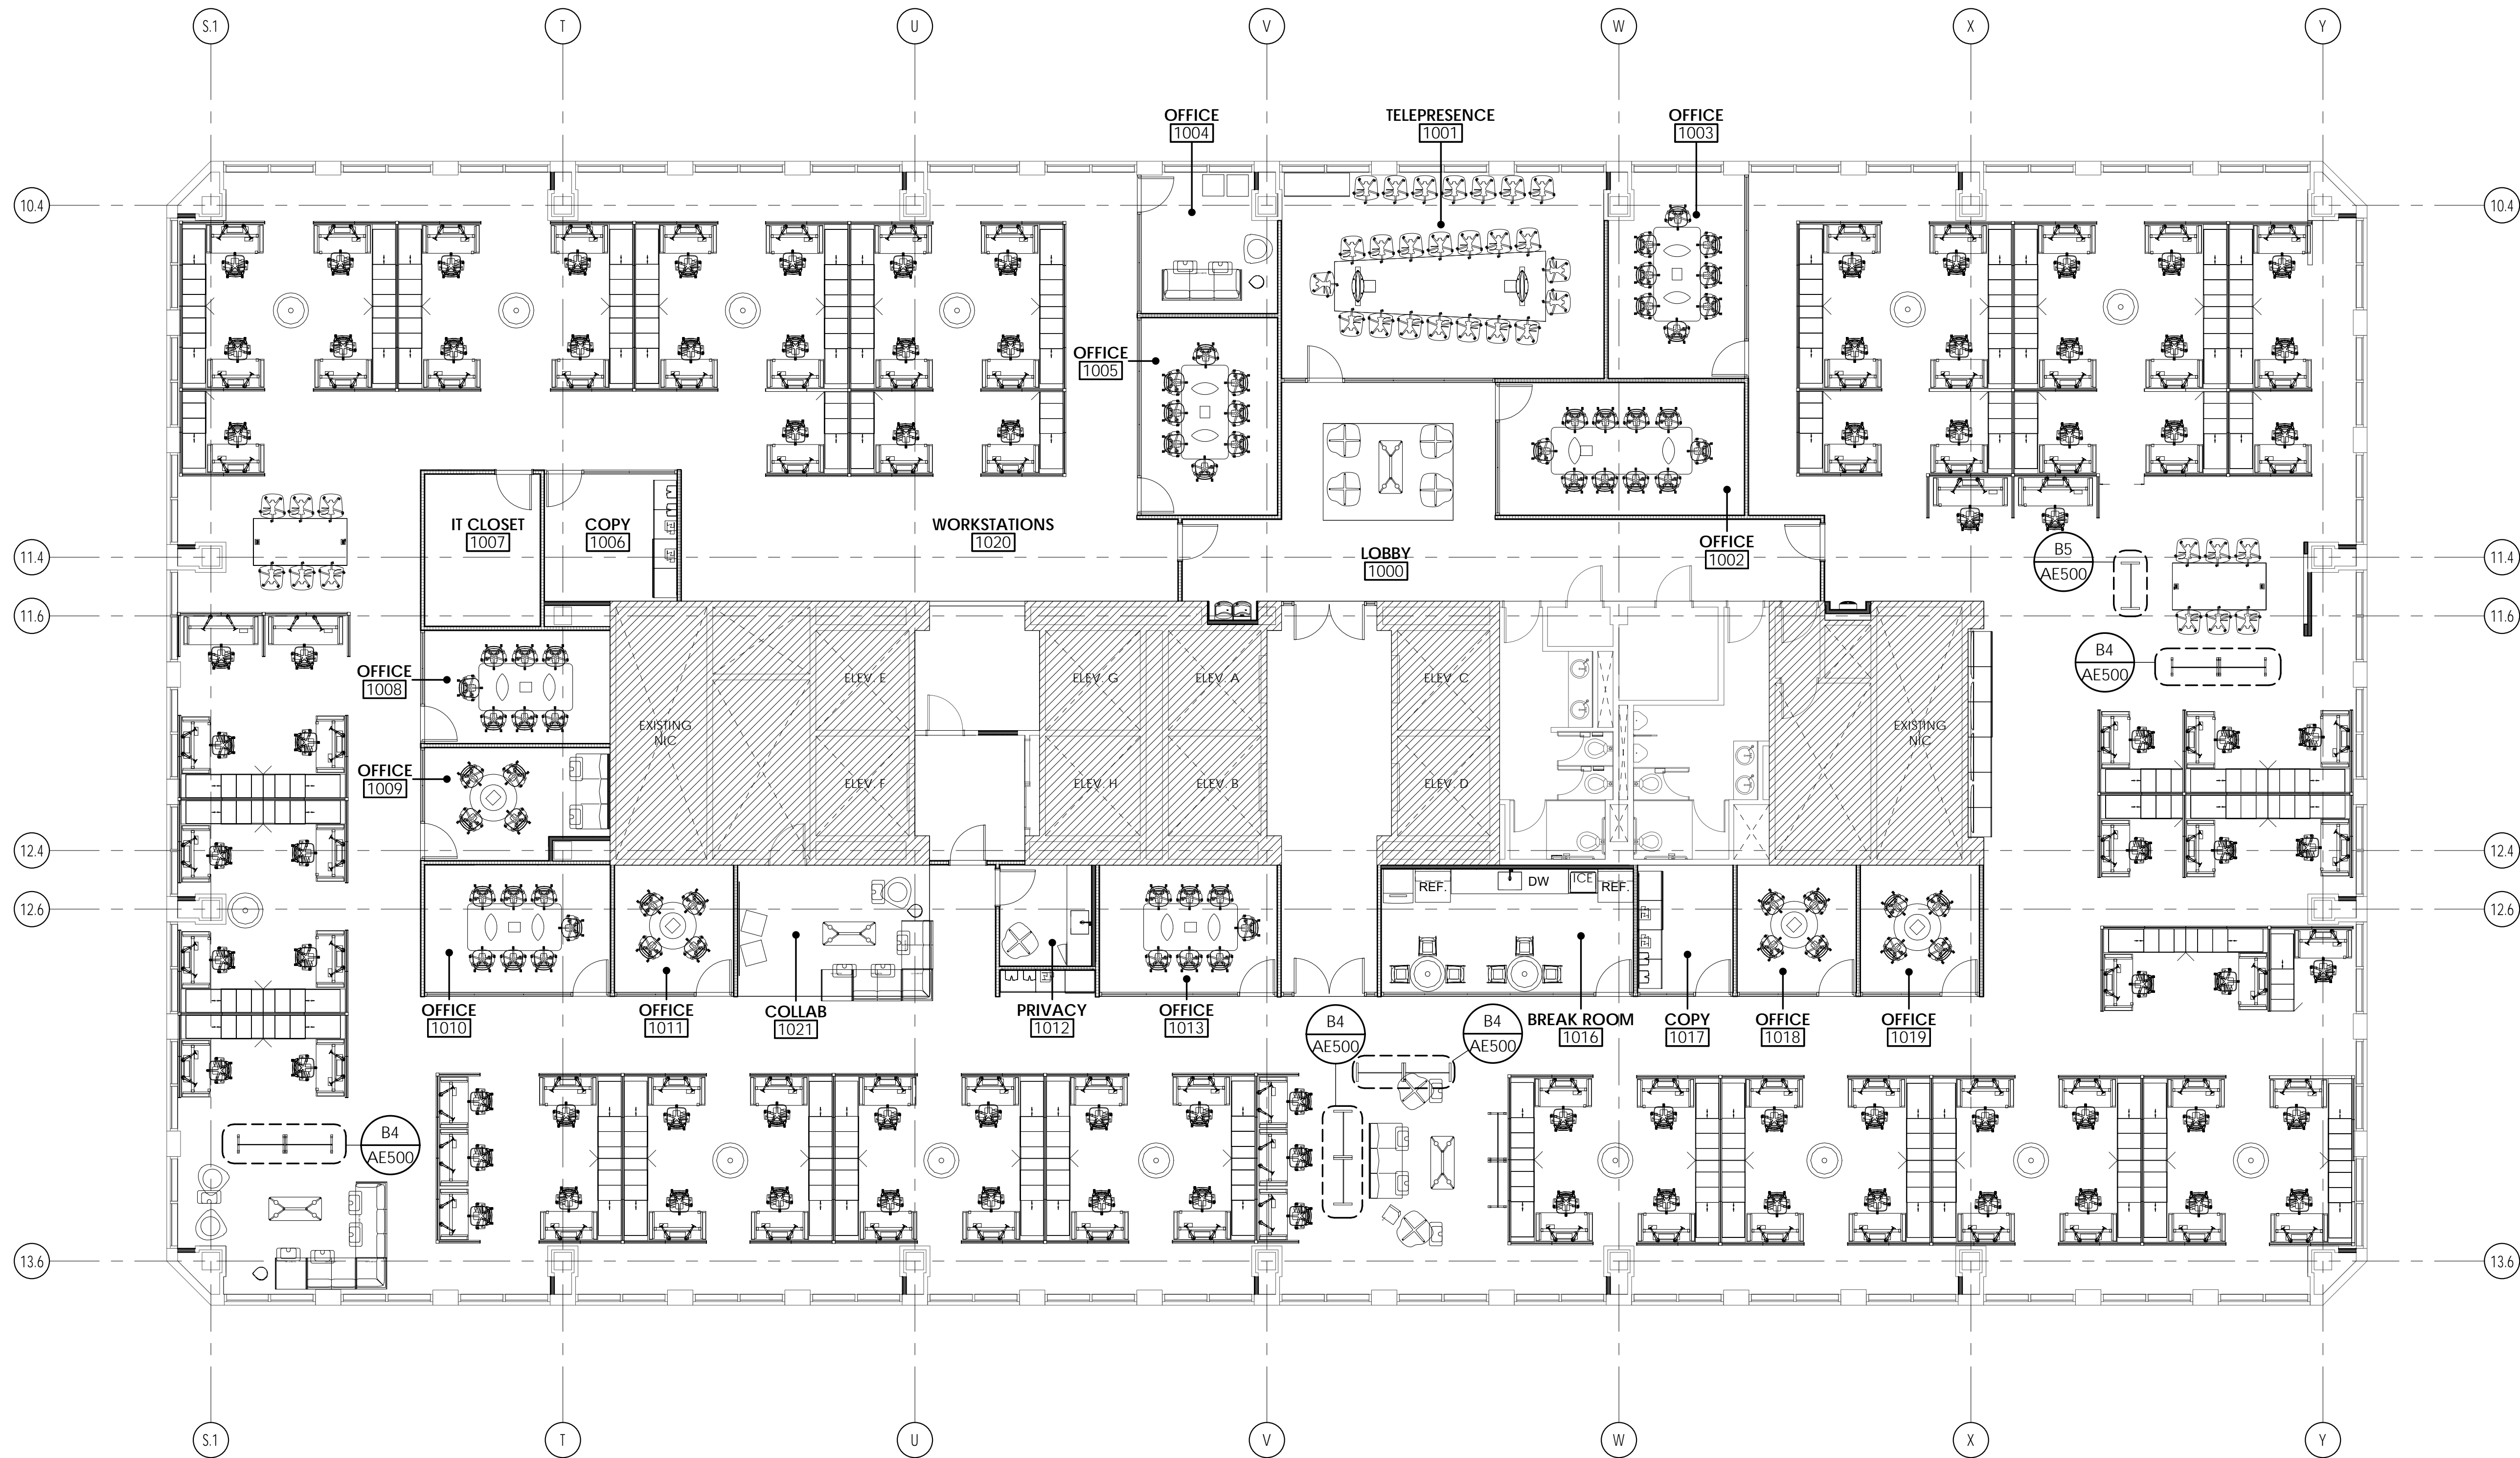 S.1
T
U
V
W
X
Y
OFFICE
1004
TELEPRESENCE
1001
OFFICE
1003
10.4
10.4
OFFICE
1005
IT CLOSET
1007
COPY
1006
WORKSTATIONS
1020
LOBBY
1000
OFFICE
1002
B5
AE500
11.4
11.4
11.6
11.6
B4
AE500
OFFICE
1008
ELEV. E
ELEV. G
ELEV. A
ELEV. C
EXISTING
NIC
EXISTING
NIC
OFFICE
1009
ELEV. F
ELEV. H
ELEV. B
ELEV. D
12.4
12.4
REF.
DW
ICE
REF.
12.6
12.6
OFFICE
1010
OFFICE
1011
COLLAB
1021
PRIVACY
1012
OFFICE
1013
B4
AE500
B4
AE500
BREAK ROOM
1016
COPY
1017
OFFICE
1018
OFFICE
1019
B4
AE500
13.6
13.6
S.1
T
U
V
W
X
Y